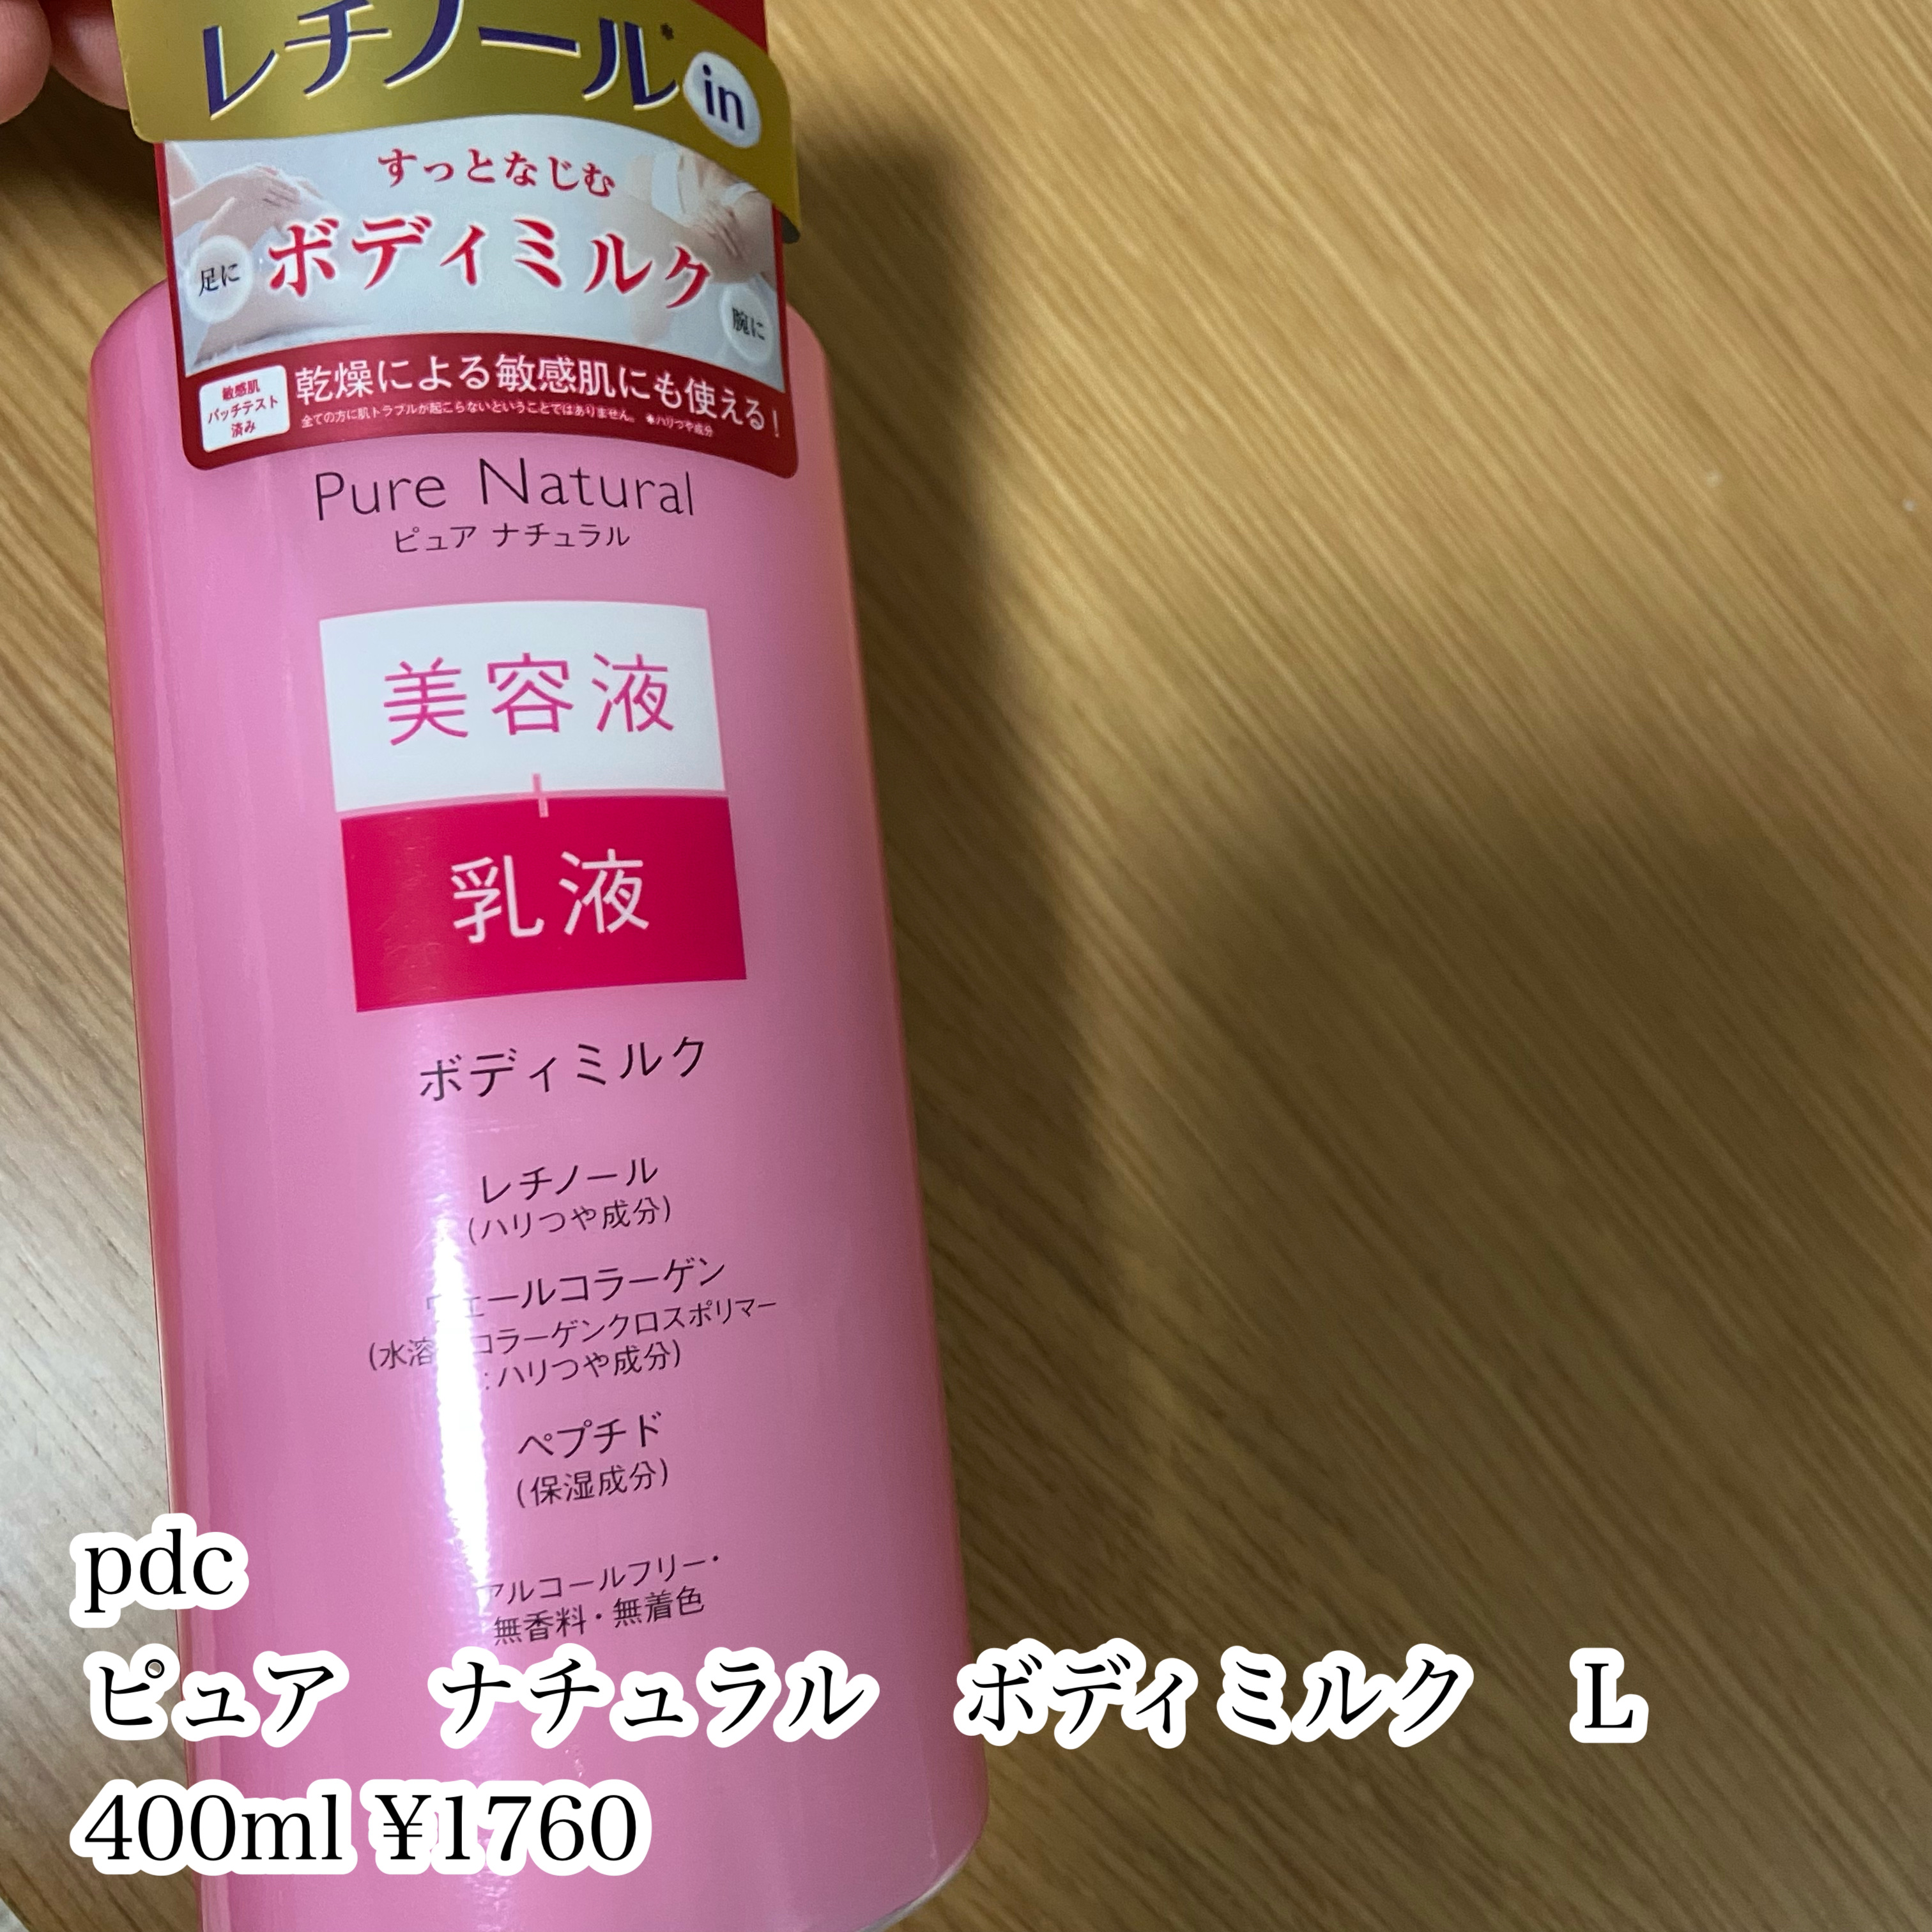 レチノール* in
すっとなじむ
ボディミルク
足に
腕に
敏感肌
パッチテスト
済み
乾燥による敏感肌にも使える！
全ての方に肌トラブルが起こらないということではありません。 *ハリつや成分
Pure Natural
ピュア ナチュラル
美容液
+
乳液
ボディミルク
レチノール
(ハリつや成分)
ールコラーゲン
(水溶 コラーゲンクロスポリマー
:ハリつや成分)
ペプチド
(保湿成分)
アルコールフリー・
無香料・無着色
pdc
ピュア　ナチュラル　ボディミルク　L
400ml ¥1760